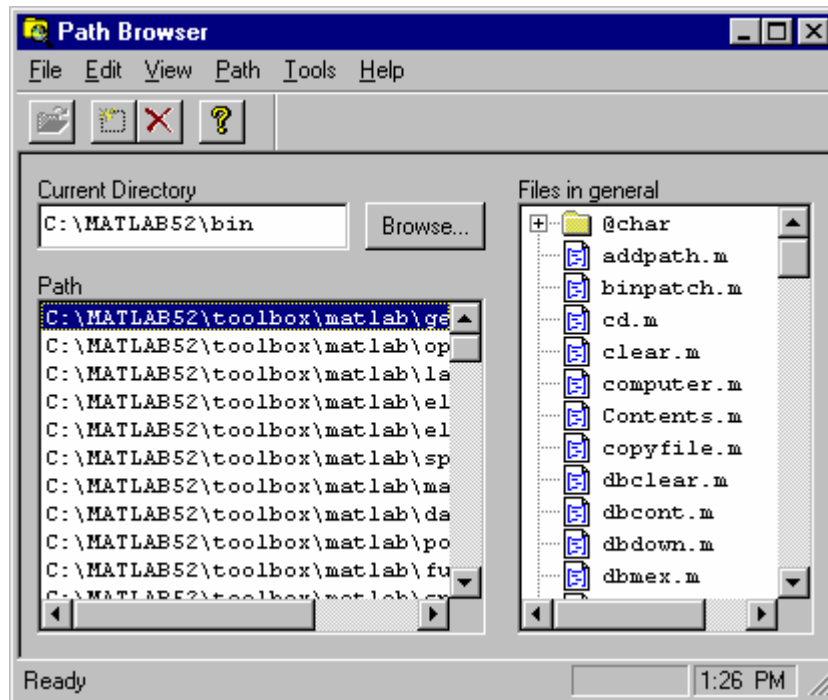 Path Browser
File Edit View Path Tools Help
Current Directory
C:\MATLAB52\bin
Browse...
Path
C:\MATLAB52\toolbox\matlab\ge
C:\MATLAB52\toolbox\matlab\op
C:\MATLAB52\toolbox\matlab\la
C:\MATLAB52\toolbox\matlab\el
C:\MATLAB52\toolbox\matlab\el
C:\MATLAB52\toolbox\matlab\sp
C:\MATLAB52\toolbox\matlab\ma
C:\MATLAB52\toolbox\matlab\da
C:\MATLAB52\toolbox\matlab\po
C:\MATLAB52\toolbox\matlab\fu
Files in general
@char
addpath.m
binpatch.m
cd.m
clear.m
computer.m
Contents.m
copyfile.m
dbclear.m
dbcont.m
dbdown.m
dbmex.m
Ready
1:26 PM